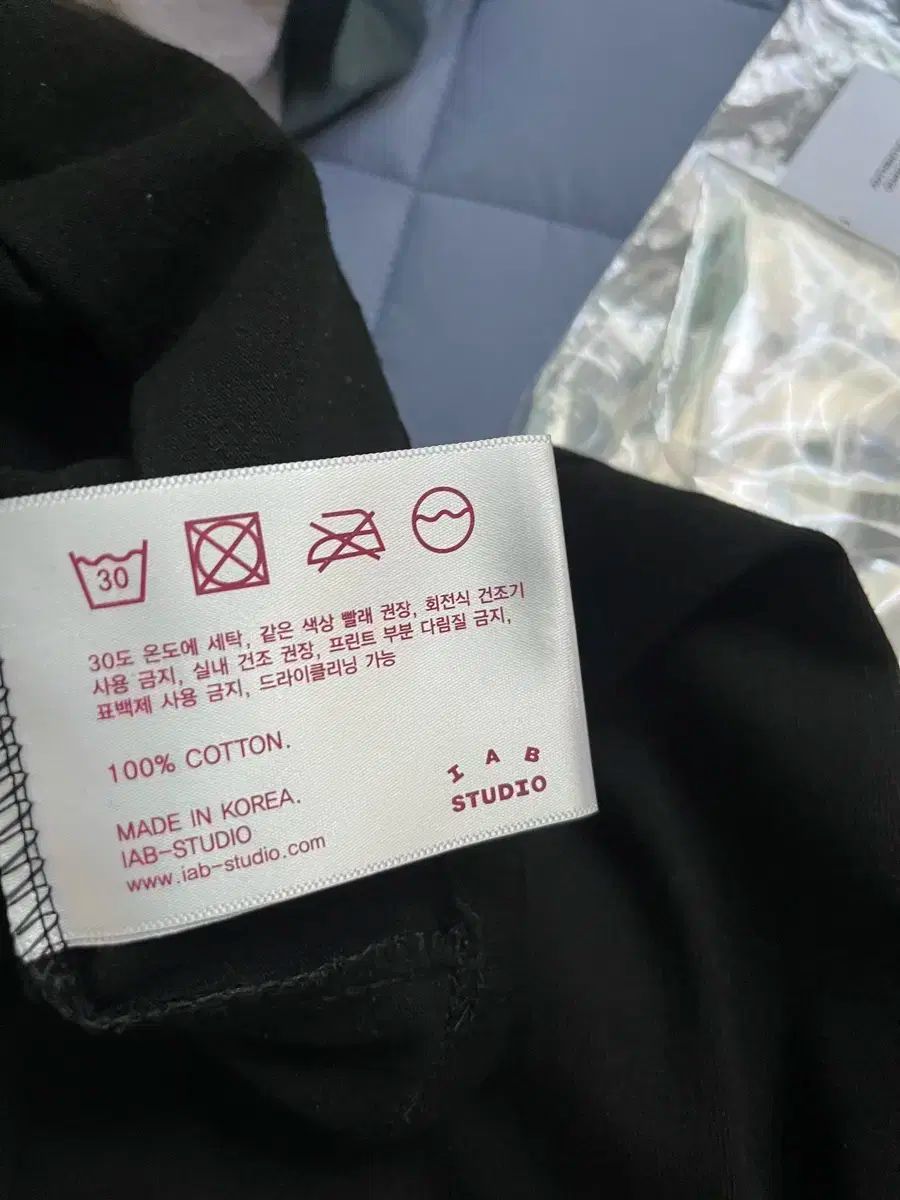 30
30도 온도에 세탁, 같은 색상 빨래 권장, 회전식 건조기
사용 금지, 실내 건조 권장, 프린트 부분 다림질 금지,
표백제 사용 금지, 드라이클리닝 가능
100% COTTON.
MADE IN KOREA.
IAB-STUDIO
www.iab-studio.com
IAB
STUDIO